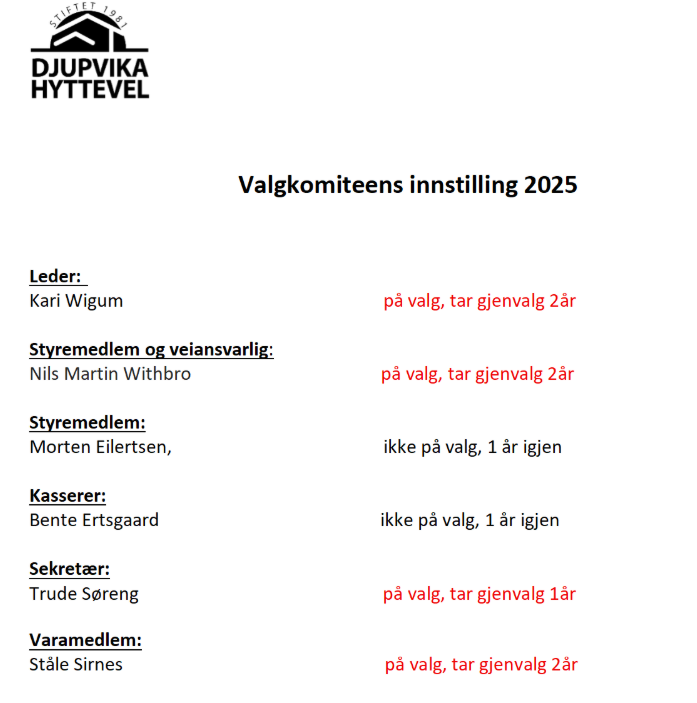 STIFTET 1981
DJUPVIKA
HYTTEVEL
Valgkomiteens innstilling 2025
Leder:
Kari Wigum på valg, tar gjenvalg 2år
Styremedlem og veiansvarlig:
Nils Martin Withbro på valg, tar gjenvalg 2år
Styremedlem:
Morten Eilertsen, ikke på valg, 1 år igjen
Kasserer:
Bente Ertsgaard ikke på valg, 1 år igjen
Sekretær:
Trude Søreng på valg, tar gjenvalg 1år
Varamedlem:
Ståle Sirnes på valg, tar gjenvalg 2år